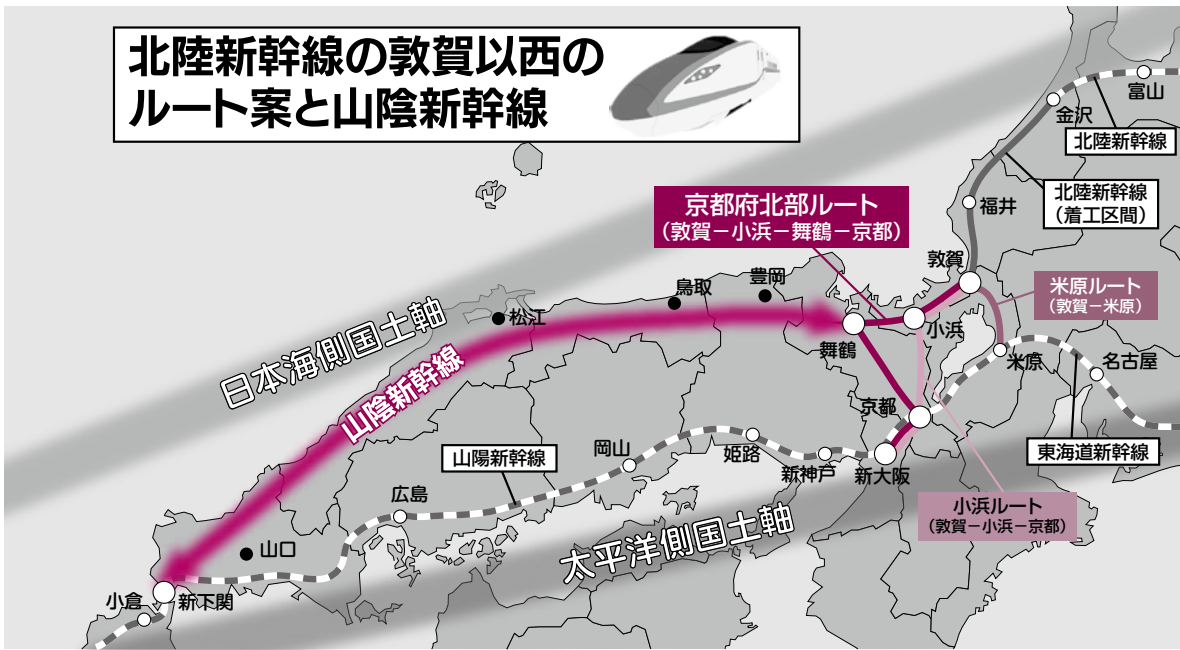 北陸新幹線の敦賀以西の
ルート案と山陰新幹線
富山
金沢
北陸新幹線
北陸新幹線
(着工区間)
福井
京都府北部ルート
(敦賀−小浜−舞鶴−京都)
敦賀
米原ルート
(敦賀−米原)
豊岡
鳥取
松江
小浜
舞鶴
米原
名古屋
日本海側国土軸
山陰新幹線
京都
東海道新幹線
岡山
姫路
新神戸
新大阪
山陽新幹線
広島
小浜ルート
(敦賀−小浜−京都)
太平洋側国土軸
山口
小倉
新下関